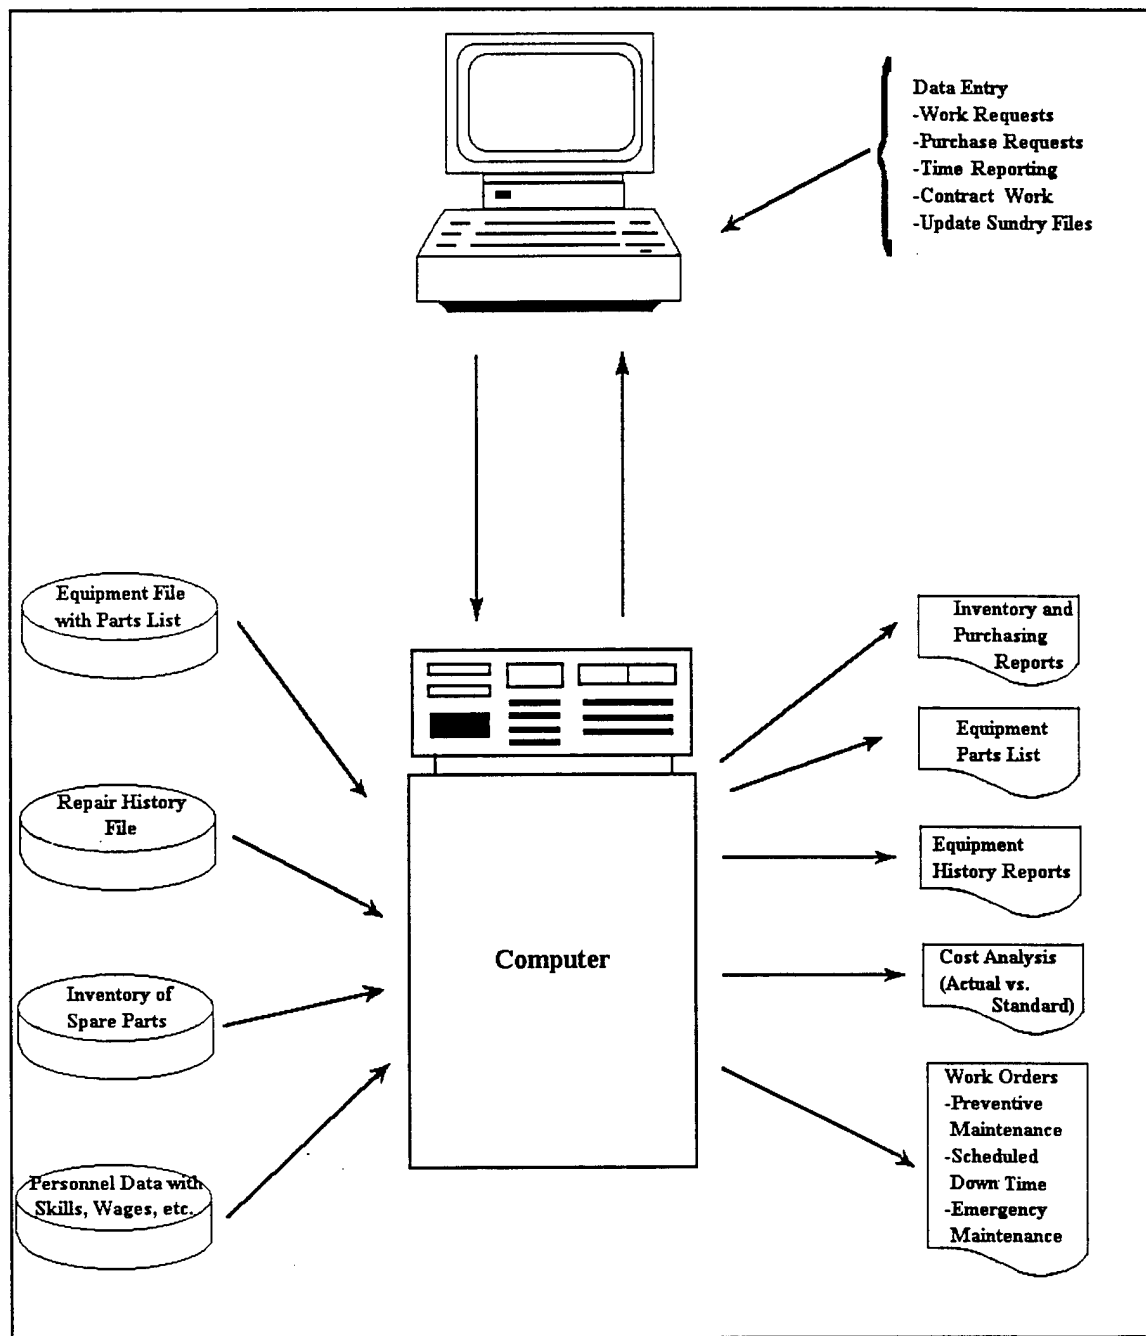 Data Entry
-Work Requests
-Purchase Requests
-Time Reporting
-Contract Work
-Update Sundry Files
Equipment File
with Parts List
Repair History
File
Inventory of
Spare Parts
Personnel Data with
Skills, Wages, etc.
Computer
Inventory and
Purchasing
Reports
Equipment
Parts List
Equipment
History Reports
Cost Analysis
(Actual vs.
Standard)
Work Orders
-Preventive
Maintenance
-Scheduled
Down Time
-Emergency
Maintenance